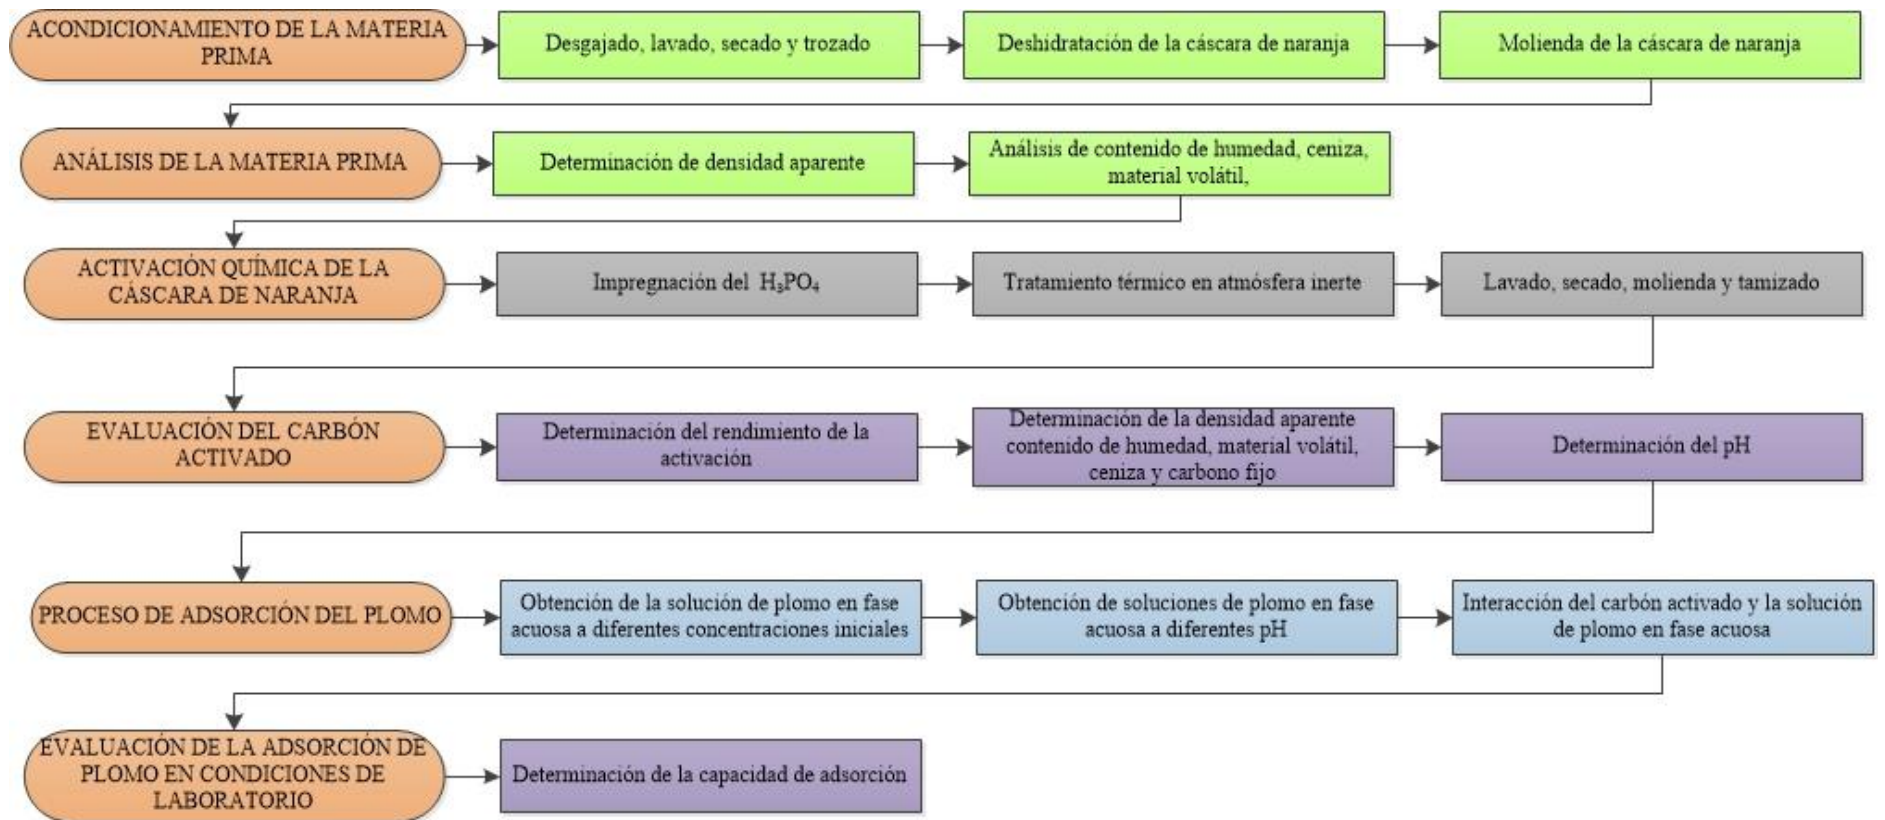 ACONDICIONAMIENTO DE LA MATERIA
PRIMA
Desgajado, lavado, secado y trozado
Deshidratación de la cáscara de naranja
Molienda de la cáscara de naranja
ANÁLISIS DE LA MATERIA PRIMA
Determinación de densidad aparente
Análisis de contenido de humedad, ceniza,
material volátil,
ACTIVACIÓN QUÍMICA DE LA
CÁSCARA DE NARANJA
Impregnación del H₃PO₄
Tratamiento térmico en atmósfera inerte
Lavado, secado, molienda y tamizado
EVALUACIÓN DEL CARBÓN
ACTIVADO
Determinación del rendimiento de la
activación
Determinación de la densidad aparente
contenido de humedad, material volátil,
ceniza y carbono fijo
Determinación del pH
PROCESO DE ADSORCIÓN DEL PLOMO
Obtención de la solución de plomo en fase
acuosa a diferentes concentraciones iniciales
Obtención de soluciones de plomo en fase
acuosa a diferentes pH
Interacción del carbón activado y la solución
de plomo en fase acuosa
EVALUACIÓN DE LA ADSORCIÓN DE
PLOMO EN CONDICIONES DE
LABORATORIO
Determinación de la capacidad de adsorción